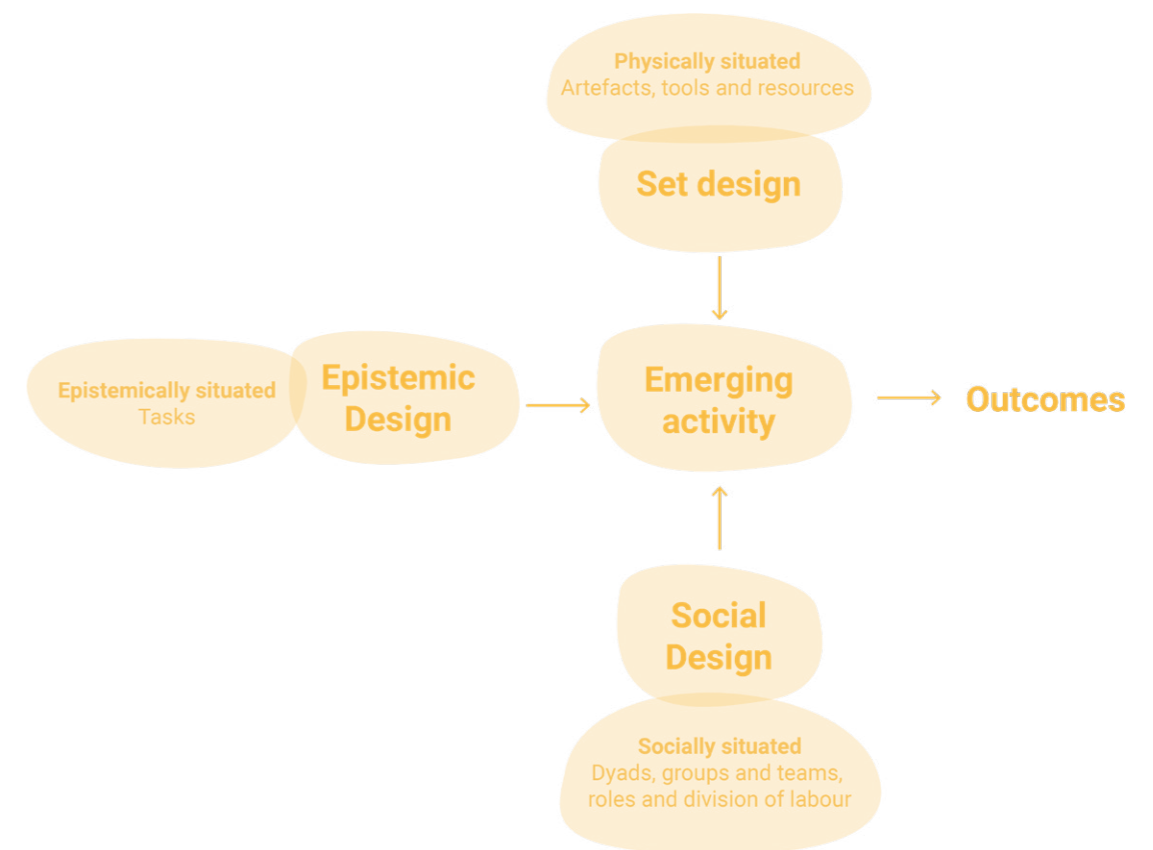 Physically situated
Artefacts, tools and resources
Set design
Epistemically situated
Tasks
Epistemic
Design
Emerging
activity
Outcomes
Social
Design
Socially situated
Dyads, groups and teams,
roles and division of labour